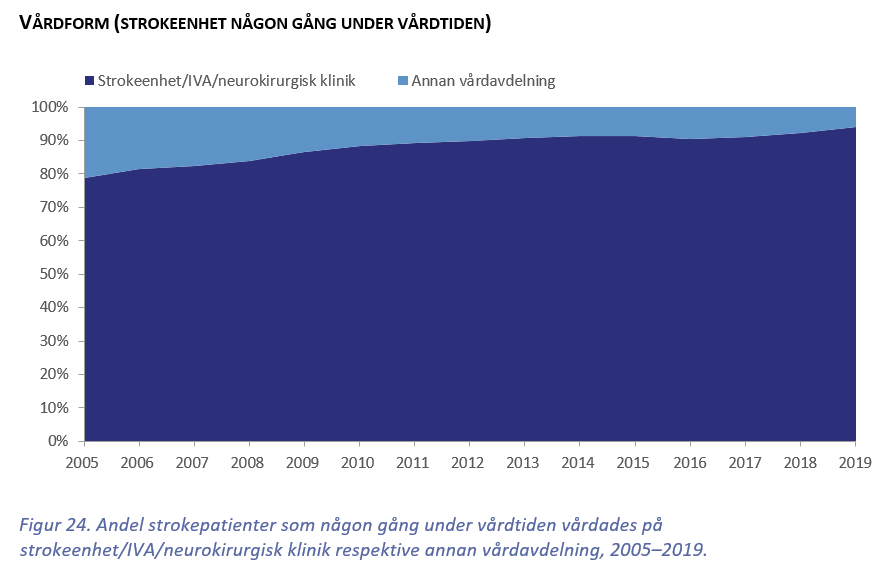 VÅRDFORM (STROKEENHET NÅGON GÅNG UNDER VÅRDTIDEN)
Strokeenhet/IVA/neurokirurgisk klinik Annan vårdavdelning
100%
90%
80%
70%
60%
50%
40%
30%
20%
10%
0%
2005 2006 2007 2008 2009 2010 2011 2012 2013 2014 2015 2016 2017 2018 2019
Figur 24. Andel strokepatienter som någon gång under vårdtiden vårdades på
strokeenhet/IVA/neurokirurgisk klinik respektive annan vårdavdelning, 2005–2019.